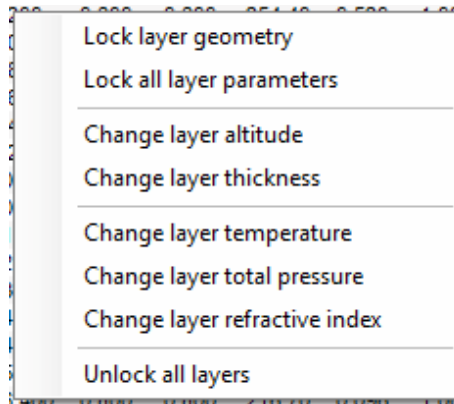 Lock layer geometry
Lock all layer parameters
Change layer altitude
Change layer thickness
Change layer temperature
Change layer total pressure
Change layer refractive index
Unlock all layers